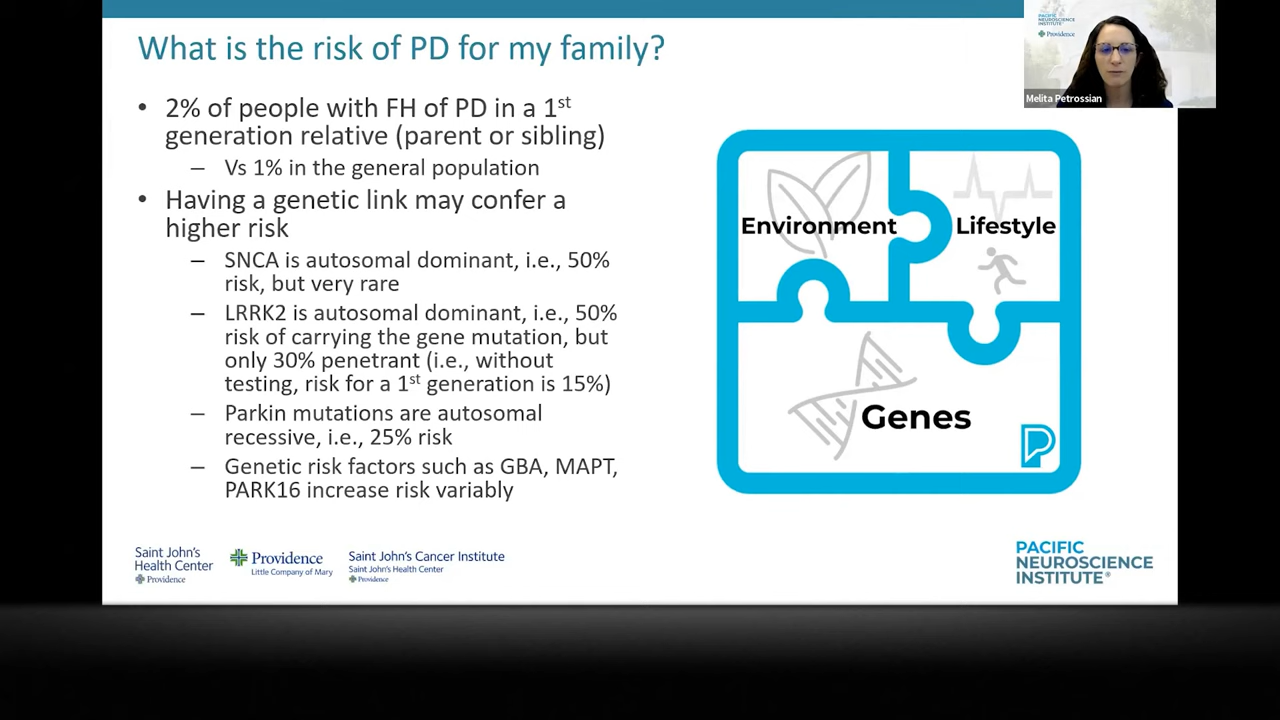 What is the risk of PD for my family?
• 2% of people with FH of PD in a 1st
generation relative (parent or sibling)
– Vs 1% in the general population
• Having a genetic link may confer a
higher risk
– SNCA is autosomal dominant, i.e., 50%
risk, but very rare
– LRRK2 is autosomal dominant, i.e., 50%
risk of carrying the gene mutation, but
only 30% penetrant (i.e., without
testing, risk for a 1st generation is 15%)
– Parkin mutations are autosomal
recessive, i.e., 25% risk
– Genetic risk factors such as GBA, MAPT,
PARK16 increase risk variably
Environment
Lifestyle
Genes
PACIFIC
NEUROSCIENCE
INSTITUTE
Providence
Melita Petrossian
Saint John's
Health Center
Providence
Providence
Little Company of Mary
Saint John's Cancer Institute
Saint John's Health Center
Providence
PACIFIC
NEUROSCIENCE
INSTITUTE®